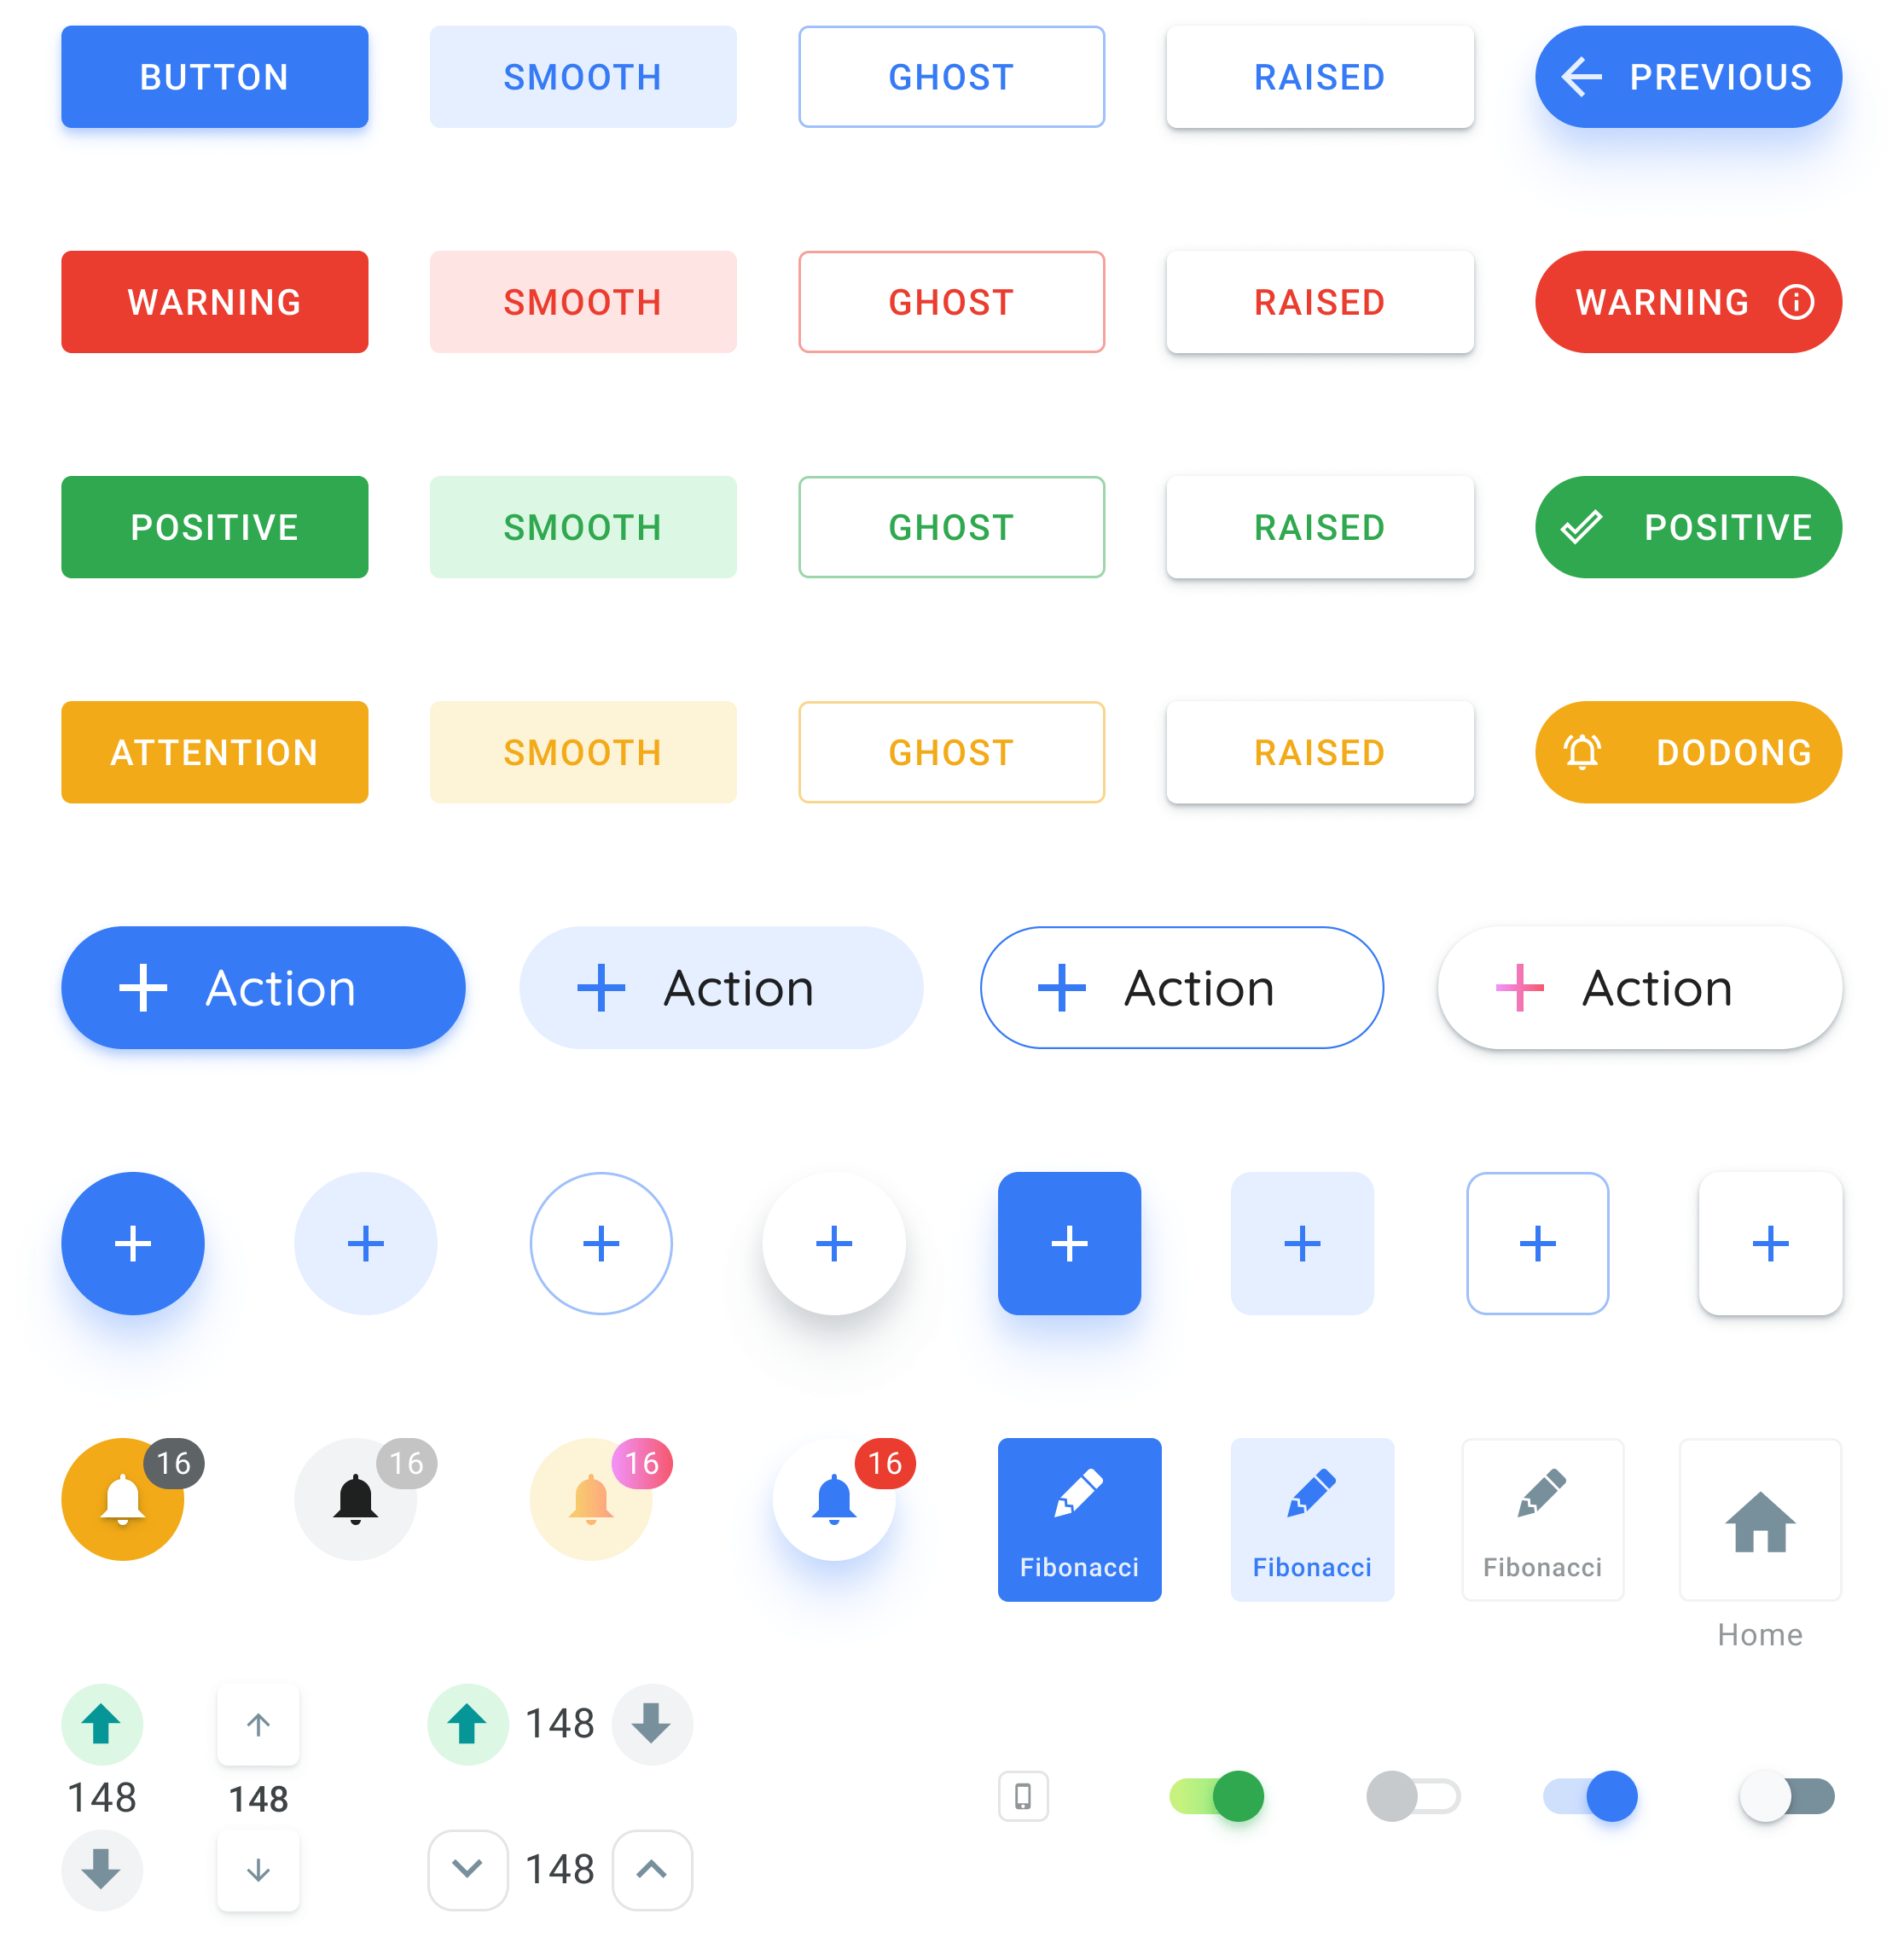 BUTTON
SMOOTH
GHOST
RAISED
PREVIOUS
WARNING
SMOOTH
GHOST
RAISED
WARNING
POSITIVE
SMOOTH
GHOST
RAISED
POSITIVE
ATTENTION
SMOOTH
GHOST
RAISED
DODONG
Action
Action
Action
Action
16
16
16
16
Fibonacci
Fibonacci
Fibonacci
Home
148
148
148
148